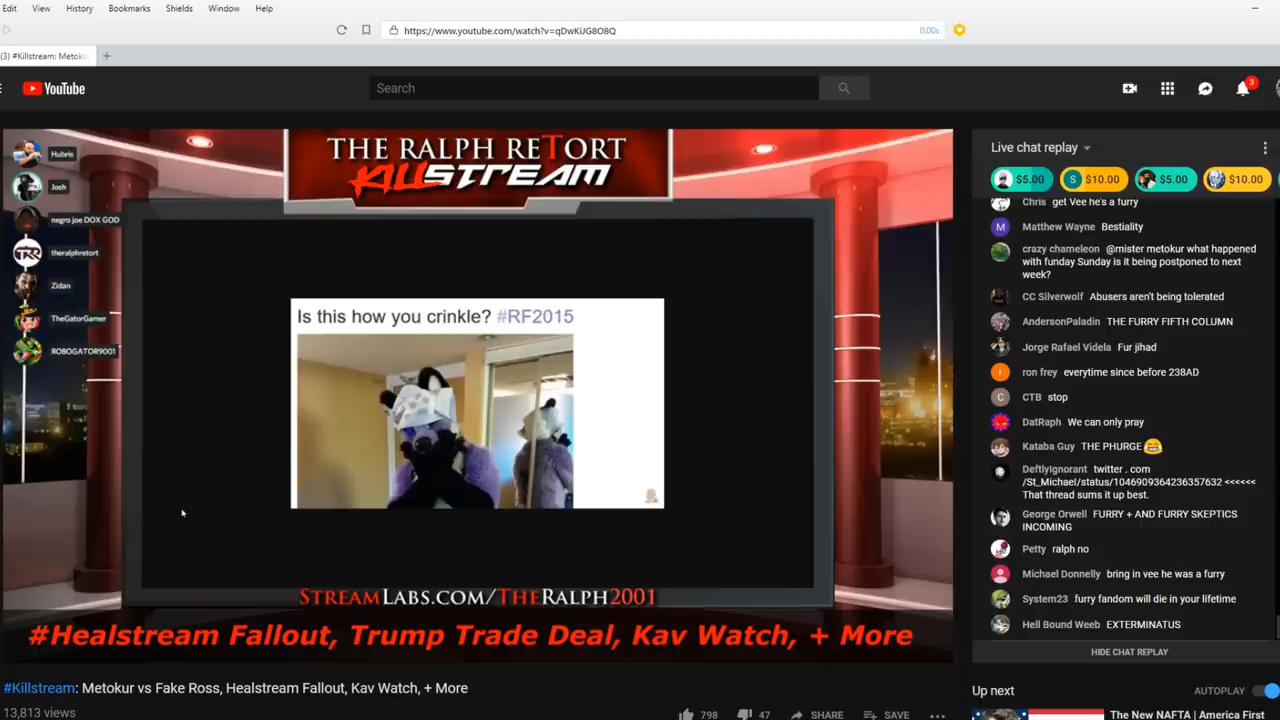 Edit View History Bookmarks Shields Window Help
https://www.youtube.com/watch?v=qDwKiJG8O8Q
0,00s
(3) #Killstream: Metoku
YouTube
Search
3
THE RALPH RETORT
KILLSTREAM
Hubris
Josh
negro joe DOX GOD
theralphretort
Zidan
TheGatorGamer
ROBOGATOR9001
TRR
Is this how you crinkle? #RF2015
STREAMLABS.COM/THERALPH2001
#Healstream Fallout, Trump Trade Deal, Kav Watch, + More
#Killstream: Metokur vs Fake Ross, Healstream Fallout, Kav Watch, + More
13,813 views
798
47
SHARE
SAVE
Live chat replay
$5.00
S $10.00
$5.00
$10.00
Chris get Vee he's a furry
M Matthew Wayne Bestiality
crazy chameleon @mister metokur what happened
with funday Sunday is it being postponed to next
week?
CC Silverwolf Abusers aren't being tolerated
AndersonPaladin THE FURRY FIFTH COLUMN
Jorge Rafael Videla Fur jihad
r ron frey everytime since before 238AD
C CTB stop
DatRaph We can only pray
Kataba Guy THE PHURGE 😂
DeftlyIgnorant twitter . com
/St_Michael/status/1046909364236357632 <<<<<<
That thread sums it up best.
George Orwell FURRY + AND FURRY SKEPTICS
INCOMING
Petty ralph no
Michael Donnelly bring in vee he was a furry
System23 furry fandom will die in your lifetime
Hell Bound Weeb EXTERMINATUS
HIDE CHAT REPLAY
Up next
AUTOPLAY
The New NAFTA | America First